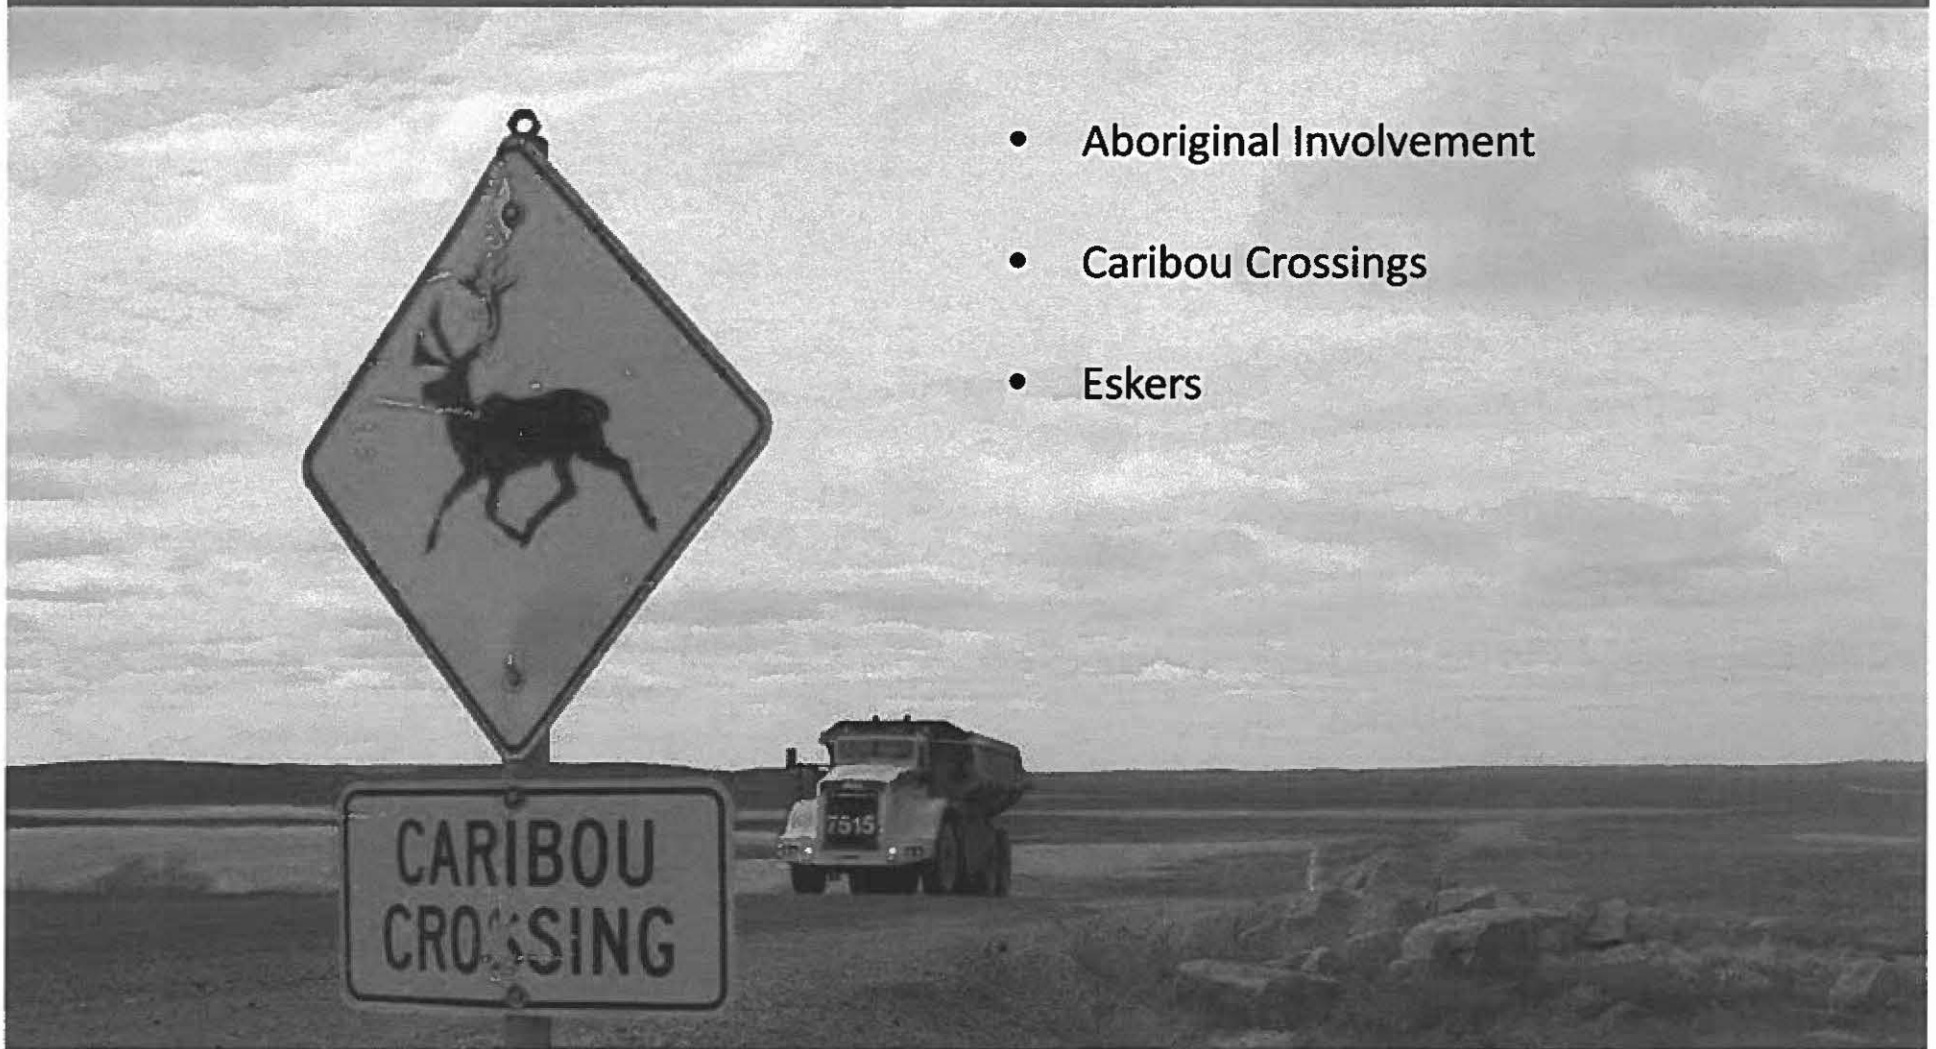 • Aboriginal Involvement
• Caribou Crossings
• Eskers
CARIBOU
CROSSING
7515